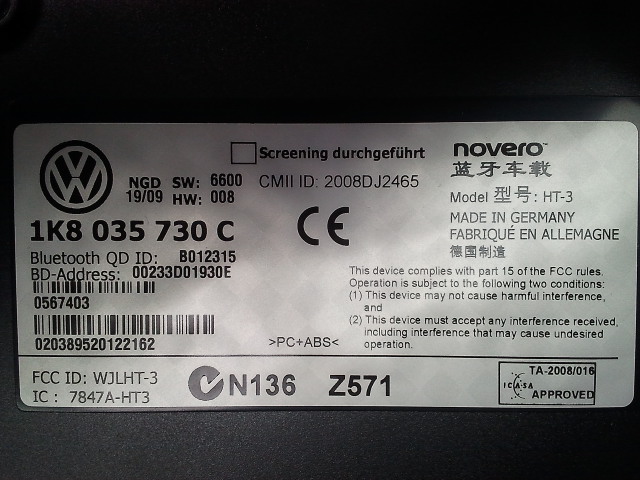 Screening durchgeführt
novero
蓝牙车载
NGD SW: 6600
19/09 HW: 008
CMII ID: 2008DJ2465
Model 型号: HT-3
1K8 035 730 C
CE
MADE IN GERMANY
FABRIQUÉ EN ALLEMAGNE
德国制造
Bluetooth QD ID: B012315
BD-Address: 00233D01930E
0567403
020389520122162
>PC+ABS<
This device complies with part 15 of the FCC rules.
Operation is subject to the following two conditions:
(1) This device may not cause harmful interference,
and
(2) This device must accept any interference received,
including interference that may cause undesired
operation.
FCC ID: WJLHT-3
IC : 7847A-HT3
N136 Z571
TA-2008/016
ICASA
APPROVED